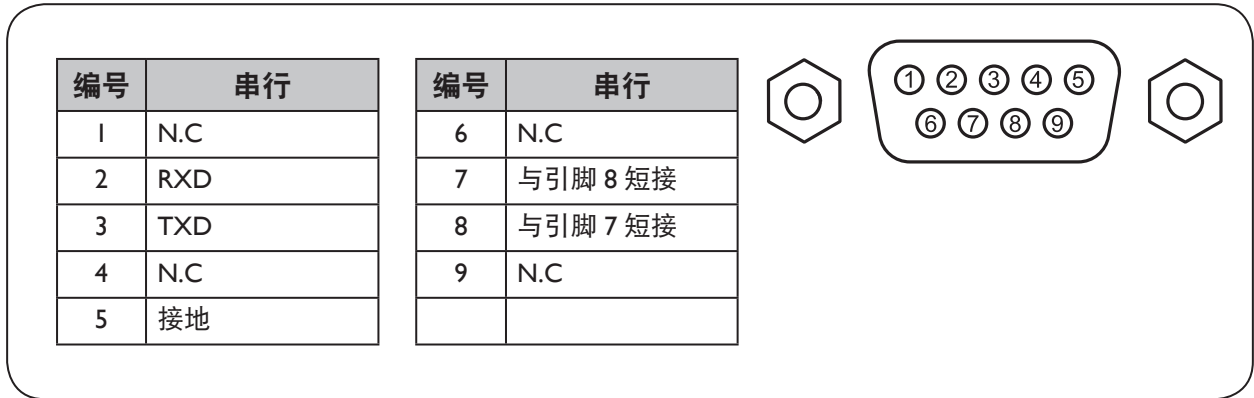 编号 串行
1 N.C
2 RXD
3 TXD
4 N.C
5 接地
编号 串行
6 N.C
7 与引脚 8 短接
8 与引脚 7 短接
9 N.C
1 2 3 4 5
6 7 8 9